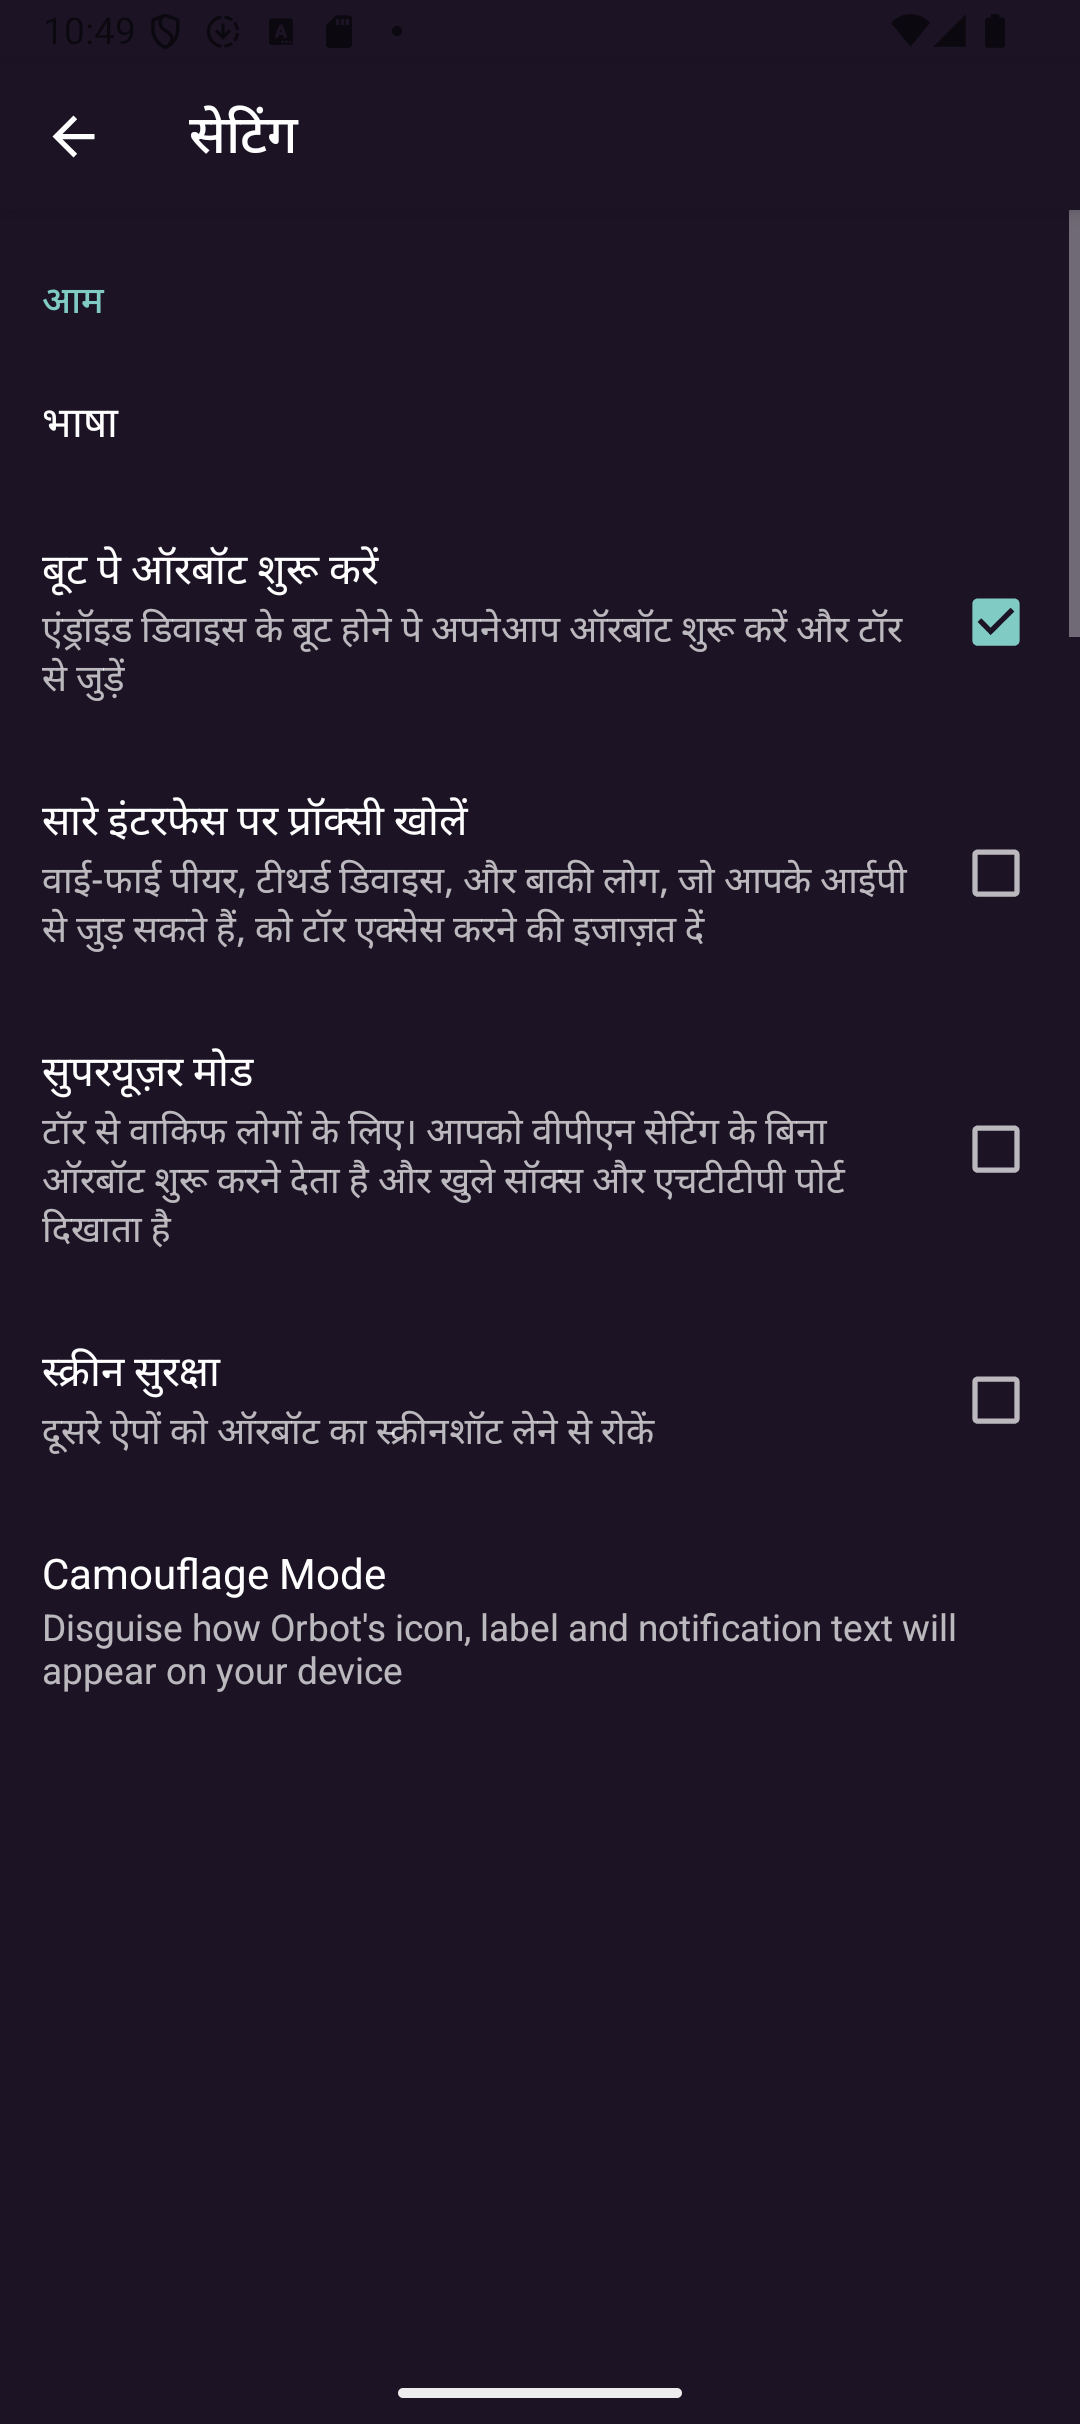 10:49
सेटिंग
आम
भाषा
बूट पे ऑरबॉट शुरू करें
एंड्रॉइड डिवाइस के बूट होने पे अपनेआप ऑरबॉट शुरू करें और टॉर
से जुड़ें
सारे इंटरफेस पर प्रॉक्सी खोलें
वाई-फाई पीयर, टीथर्ड डिवाइस, और बाकी लोग, जो आपके आईपी
से जुड़ सकते हैं, को टॉर एक्सेस करने की इजाज़त दें
सुपरयूज़र मोड
टॉर से वाकिफ लोगों के लिए। आपको वीपीएन सेटिंग के बिना
ऑरबॉट शुरू करने देता है और खुले सॉक्स और एचटीटीपी पोर्ट
दिखाता है
स्क्रीन सुरक्षा
दूसरे ऐपों को ऑरबॉट का स्क्रीनशॉट लेने से रोकें
Camouflage Mode
Disguise how Orbot's icon, label and notification text will
appear on your device